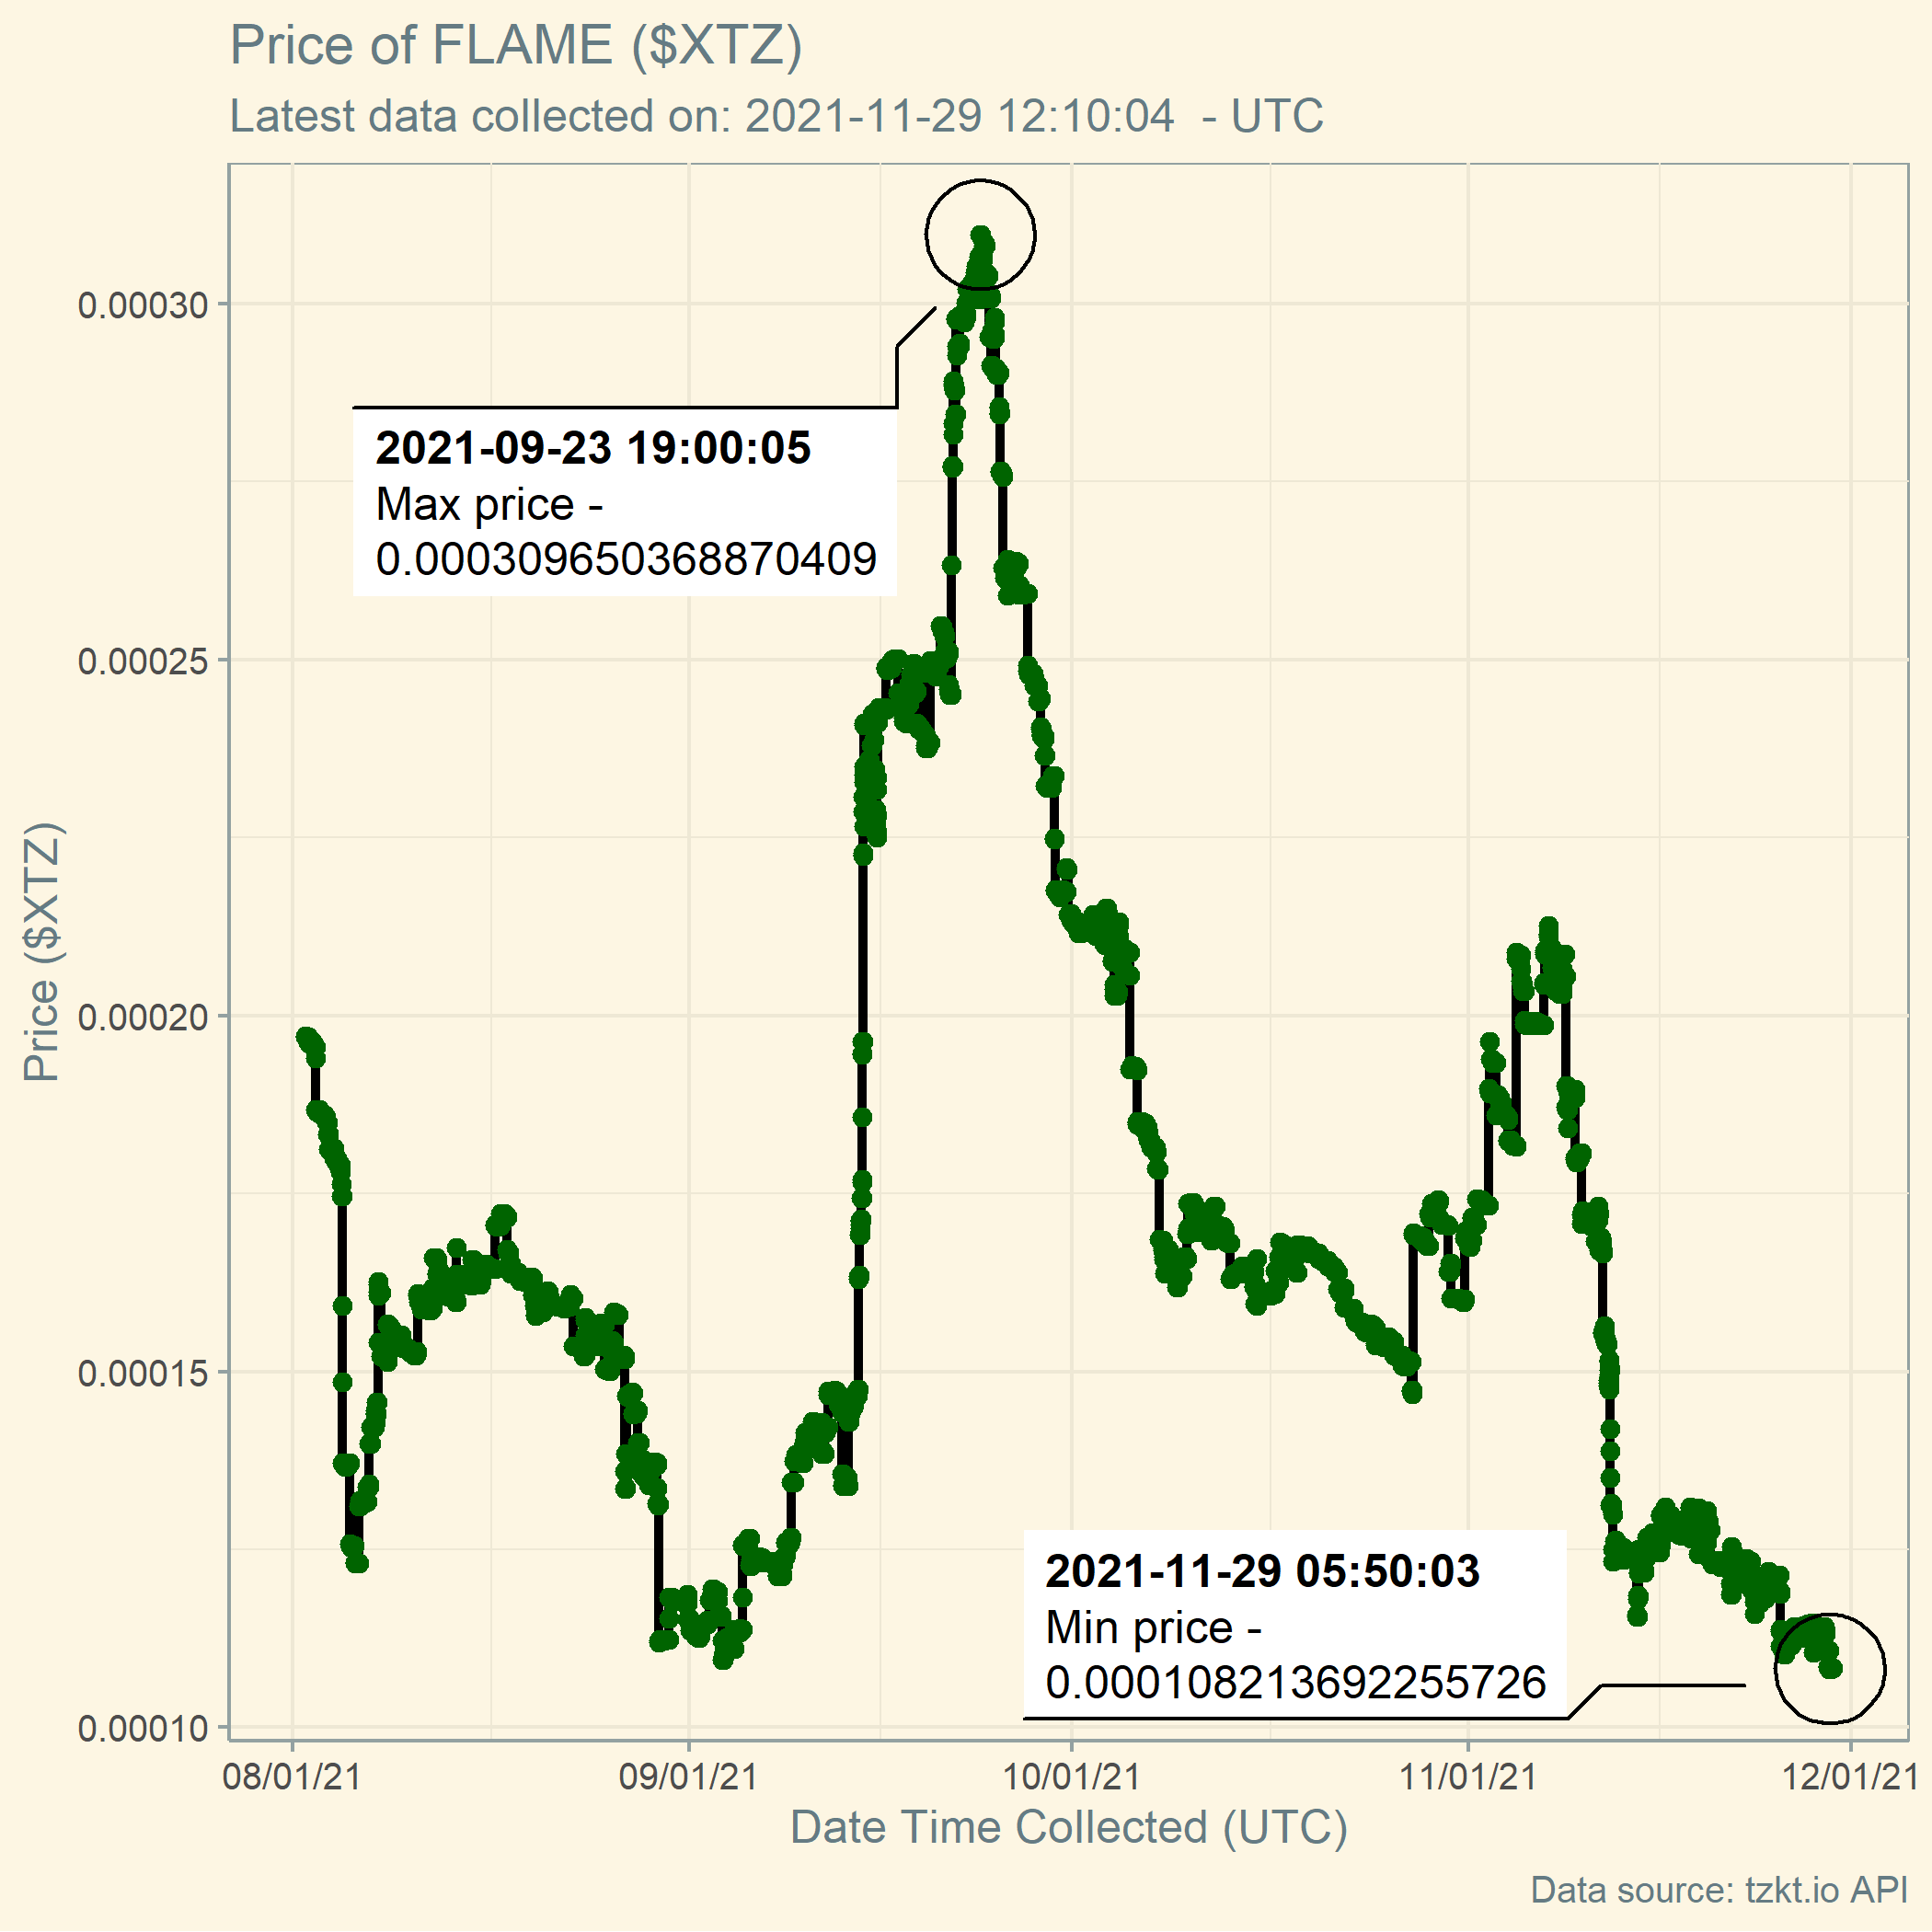 Price of FLAME ($XTZ)
Latest data collected on: 2021-11-29 12:10:04  - UTC
Price ($XTZ)
0.00030
0.00025
0.00020
0.00015
0.00010
2021-09-23 19:00:05
Max price -
0.000309650368870409
2021-11-29 05:50:03
Min price -
0.000108213692255726
08/01/21
09/01/21
10/01/21
11/01/21
12/01/21
Date Time Collected (UTC)
Data source: tzkt.io API